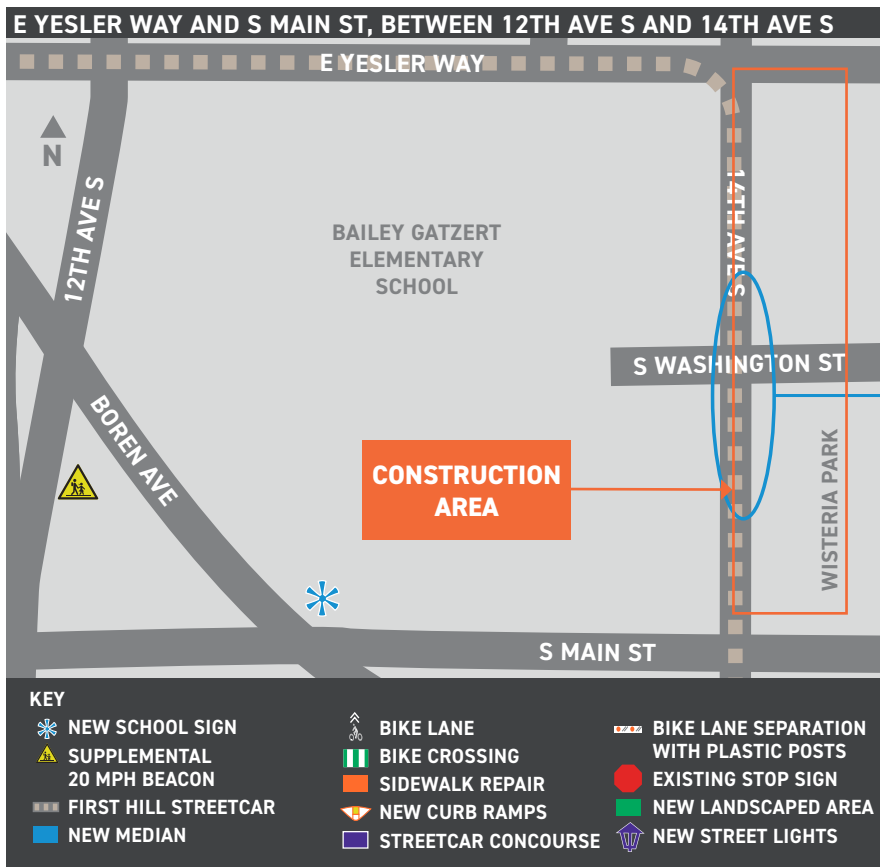 E YESLER WAY AND S MAIN ST, BETWEEN 12TH AVE S AND 14TH AVE S
E YESLER WAY
N
12TH AVE S
14TH AVE S
BAILEY GATZERT
ELEMENTARY
SCHOOL
S WASHINGTON ST
BOREN AVE
CONSTRUCTION
AREA
WISTERIA PARK
S MAIN ST
KEY
NEW SCHOOL SIGN
SUPPLEMENTAL
20 MPH BEACON
FIRST HILL STREETCAR
NEW MEDIAN
BIKE LANE
BIKE CROSSING
SIDEWALK REPAIR
NEW CURB RAMPS
STREETCAR CONCOURSE
BIKE LANE SEPARATION
WITH PLASTIC POSTS
EXISTING STOP SIGN
NEW LANDSCAPED AREA
NEW STREET LIGHTS